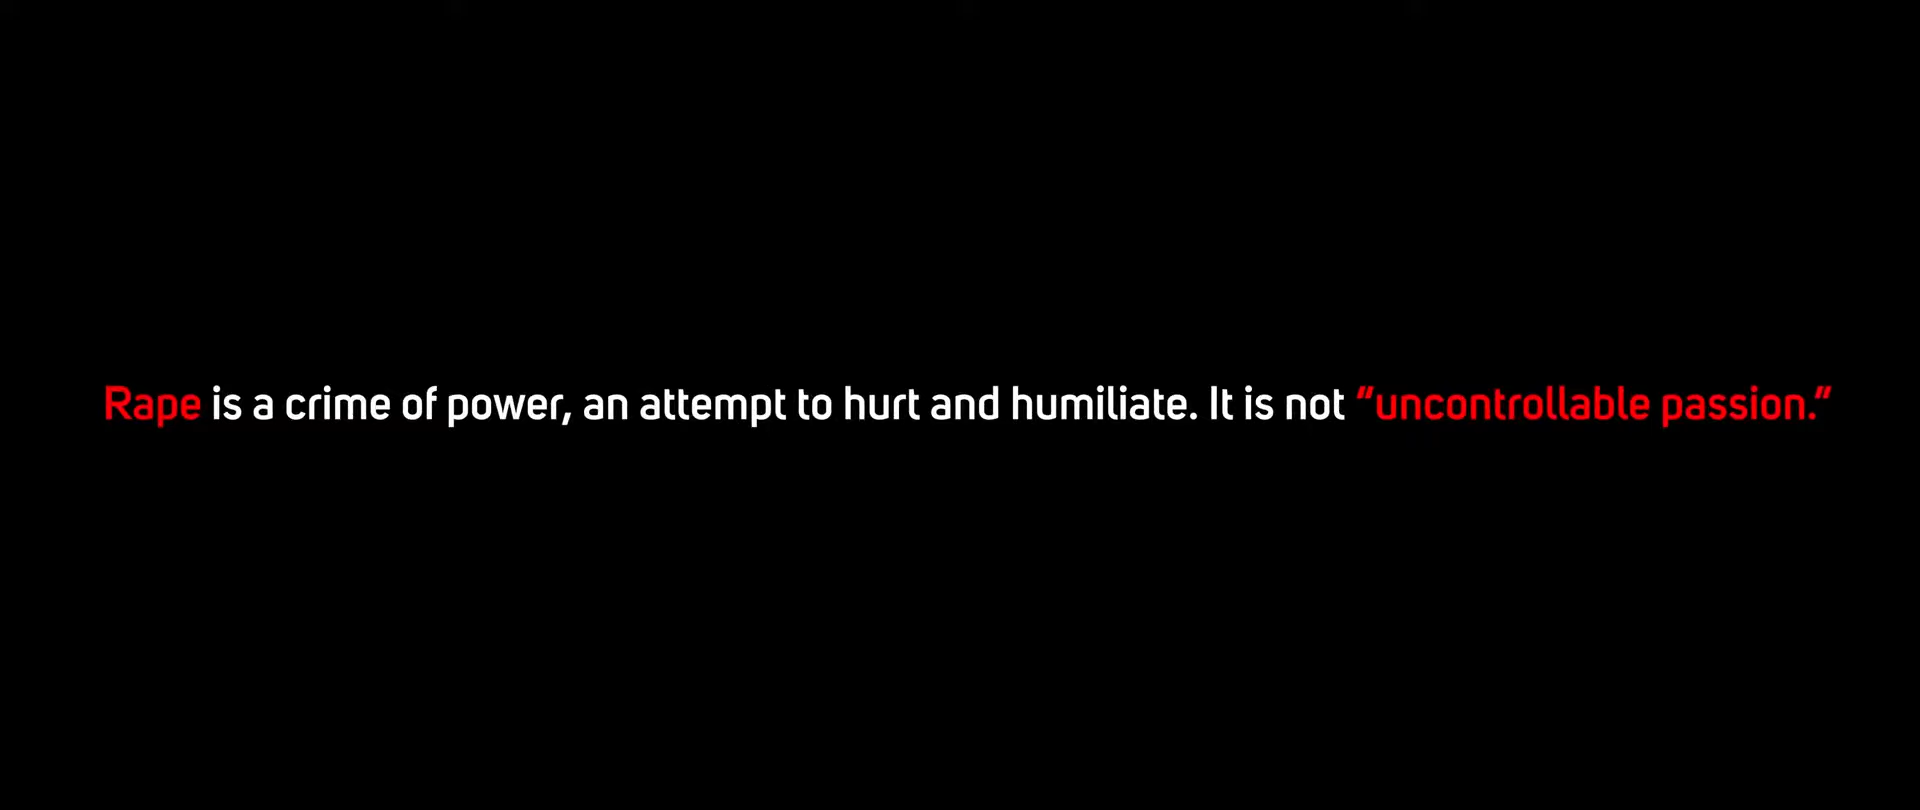 Rape is a crime of power, an attempt to hurt and humiliate. It is not "uncontrollable passion."